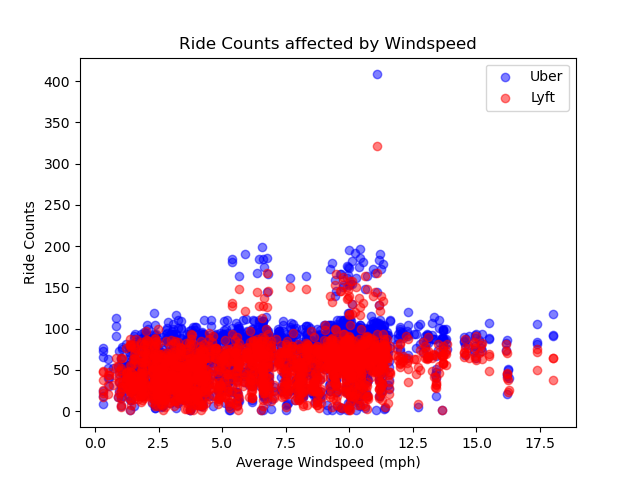 Ride Counts affected by Windspeed
Uber
Lyft
400
350
300
250
200
150
100
50
0
Ride Counts
0.0 2.5 5.0 7.5 10.0 12.5 15.0 17.5
Average Windspeed (mph)